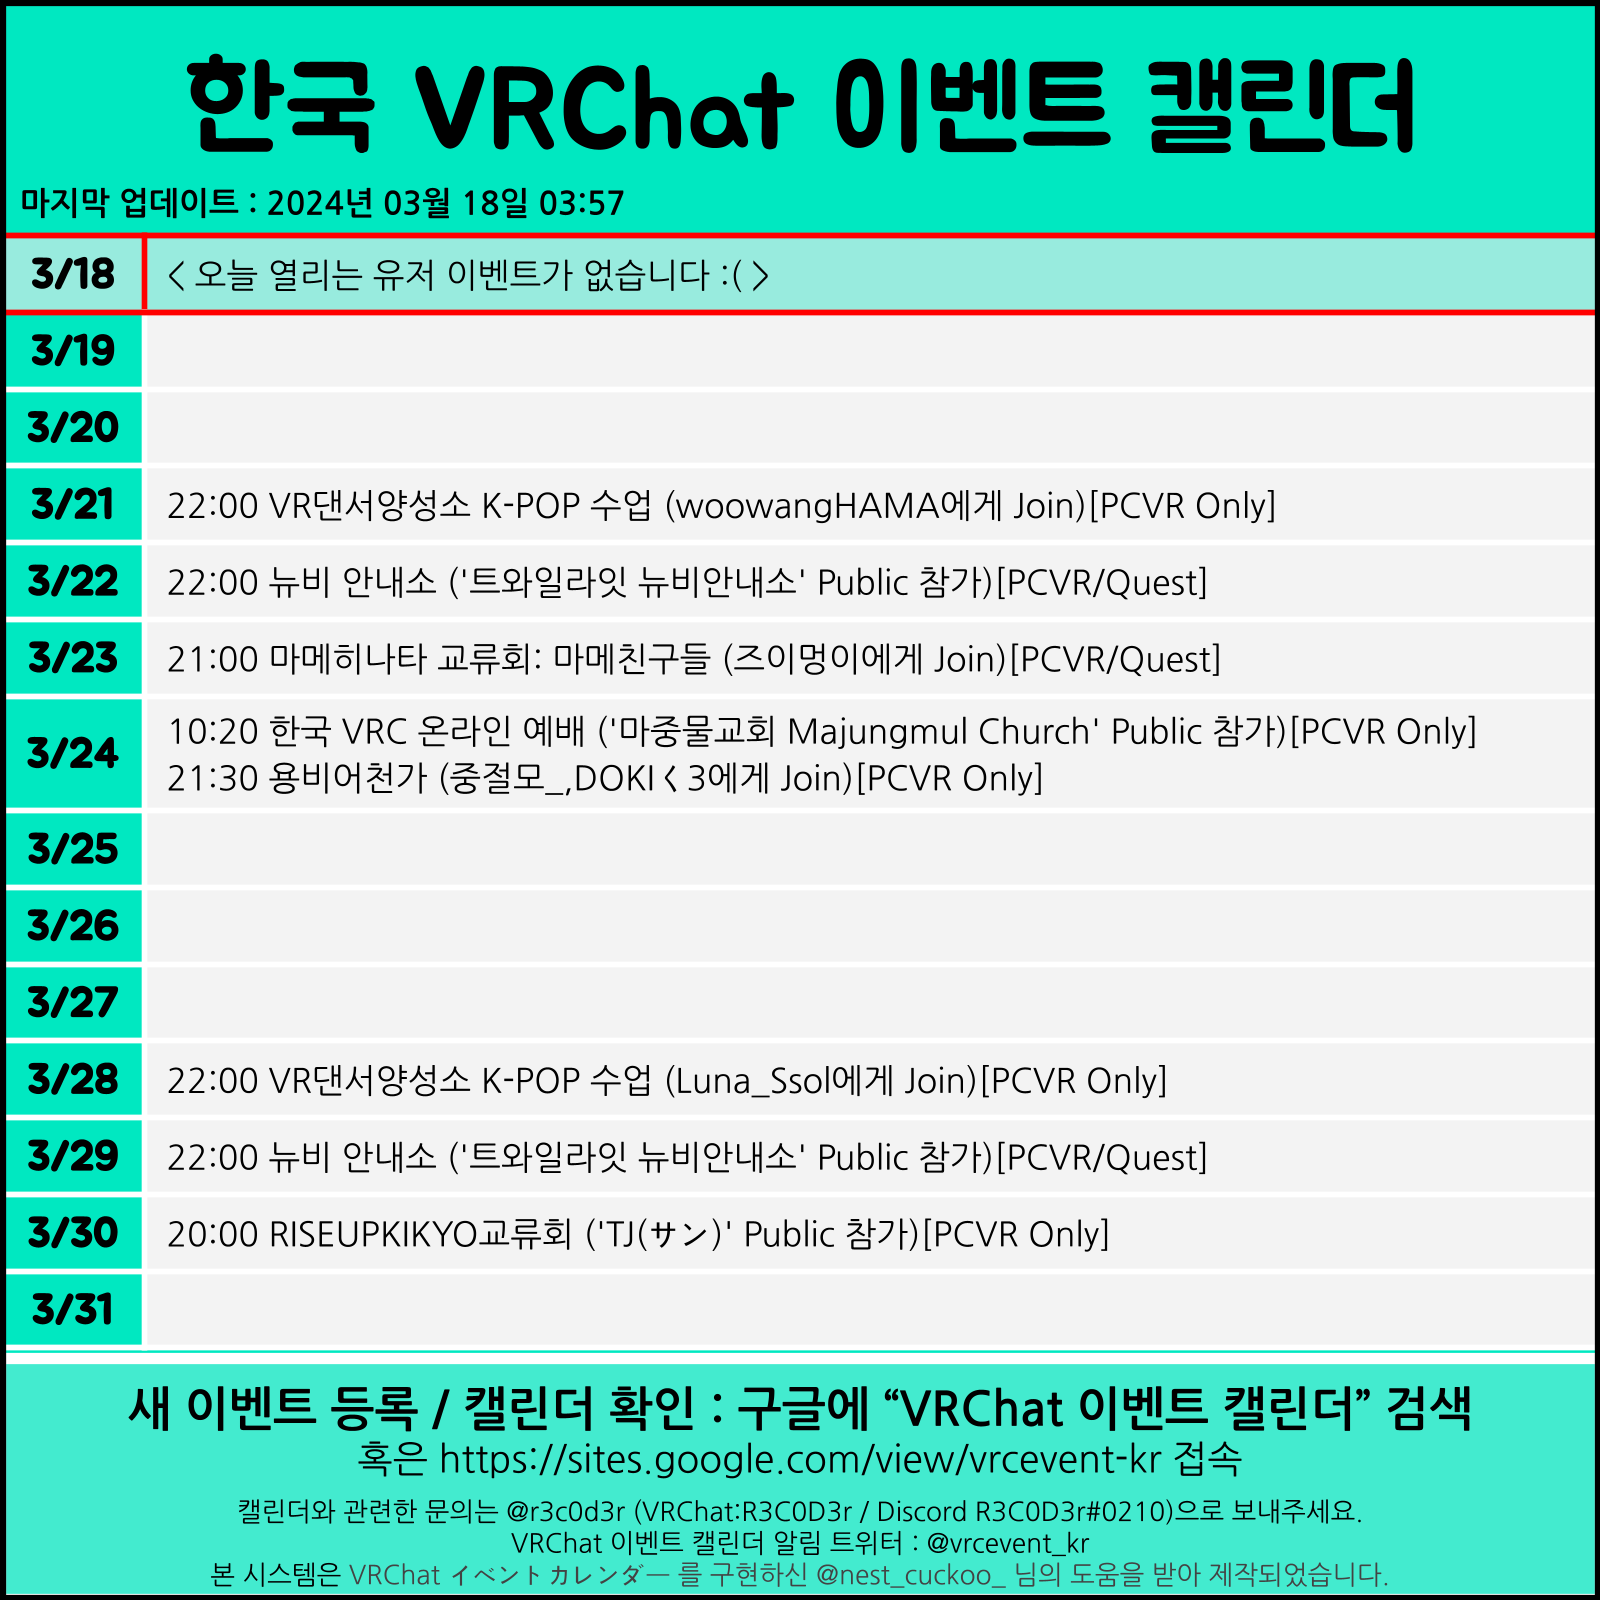 한국 VRChat 이벤트 캘린더
마지막 업데이트 : 2024년 03월 18일 03:57
3/18 < 오늘 열리는 유저 이벤트가 없습니다 :( >
3/19
3/20
3/21 22:00 VR댄서양성소 K-POP 수업 (woowangHAMA에게 Join)[PCVR Only]
3/22 22:00 뉴비 안내소 ('트와일라잇 뉴비안내소' Public 참가)[PCVR/Quest]
3/23 21:00 마메히나타 교류회: 마메친구들 (즈이멍이에게 Join)[PCVR/Quest]
3/24 10:20 한국 VRC 온라인 예배 ('마중물교회 Majungmul Church' Public 참가)[PCVR Only]
21:30 용비어천가 (중절모_,DOKIく3에게 Join)[PCVR Only]
3/25
3/26
3/27
3/28 22:00 VR댄서양성소 K-POP 수업 (Luna_Ssol에게 Join)[PCVR Only]
3/29 22:00 뉴비 안내소 ('트와일라잇 뉴비안내소' Public 참가)[PCVR/Quest]
3/30 20:00 RISEUPKIKYO교류회 ('TJ(サン)' Public 참가)[PCVR Only]
3/31
새 이벤트 등록 / 캘린더 확인 : 구글에 “VRChat 이벤트 캘린더” 검색
혹은 https://sites.google.com/view/vrcevent-kr 접속
캘린더와 관련한 문의는 @r3c0d3r (VRChat:R3C0D3r / Discord R3C0D3r#0210)으로 보내주세요.
VRChat 이벤트 캘린더 알림 트위터 : @vrcevent_kr
본 시스템은 VRChat イベントカレンダー 를 구현하신 @nest_cuckoo_ 님의 도움을 받아 제작되었습니다.